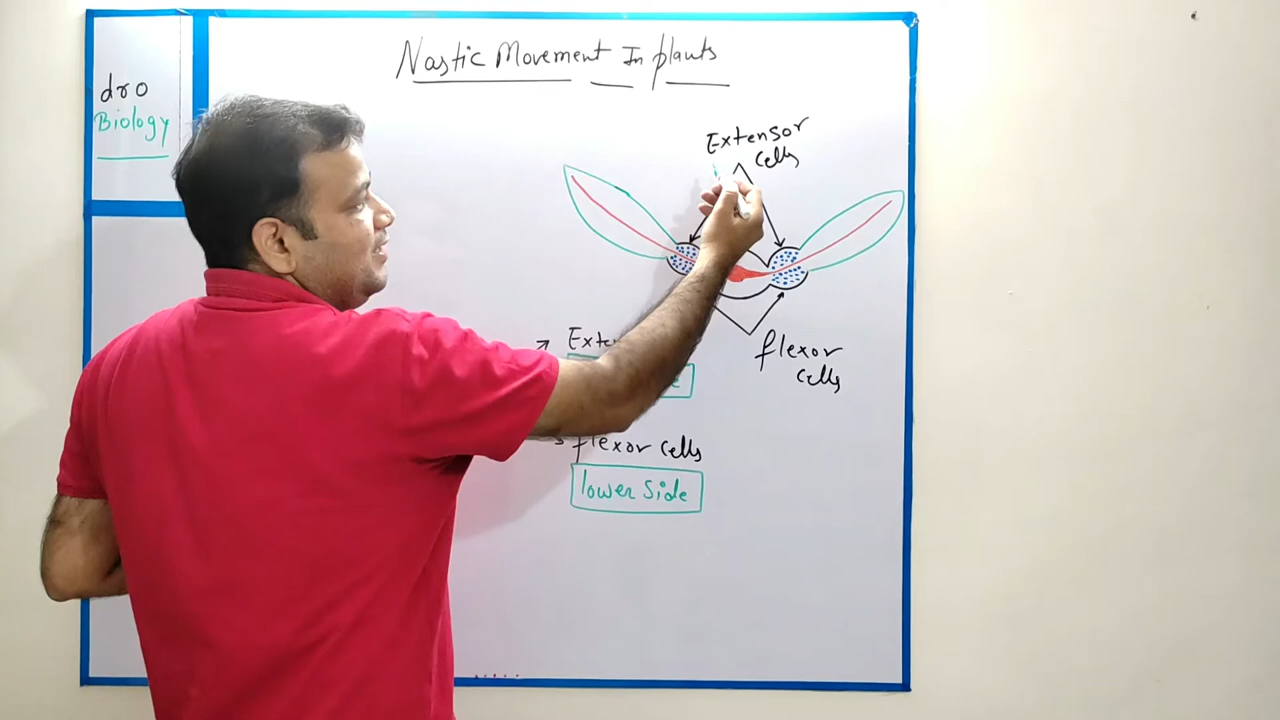 Nastic Movement In plants
dro
Biology
Extensor
cells
flexor
cells
flexor cells
lower Side